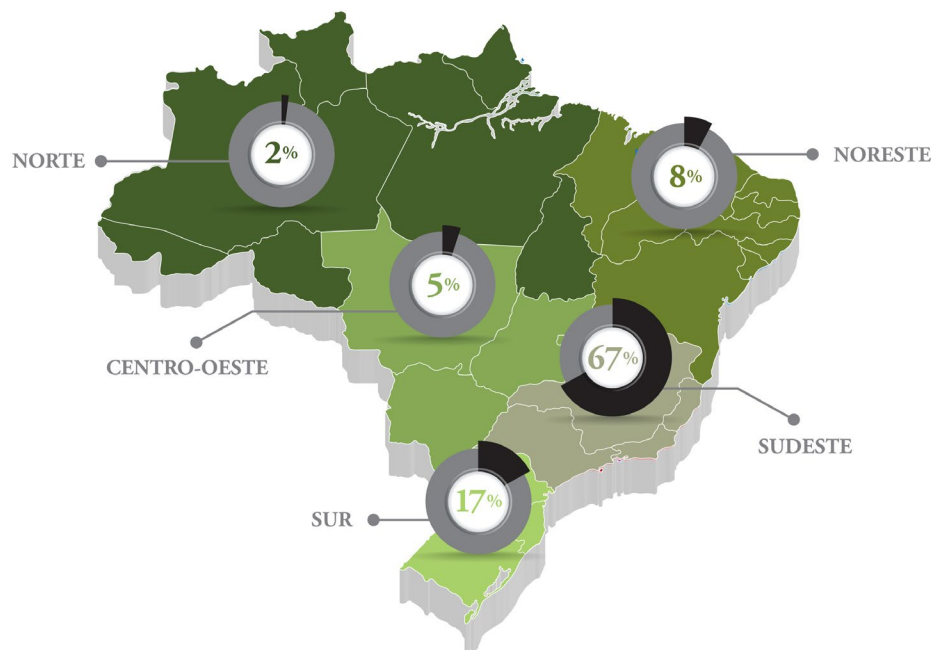 2%
NORTE
8%
NORESTE
5%
CENTRO-OESTE
67%
SUDESTE
17%
SUR